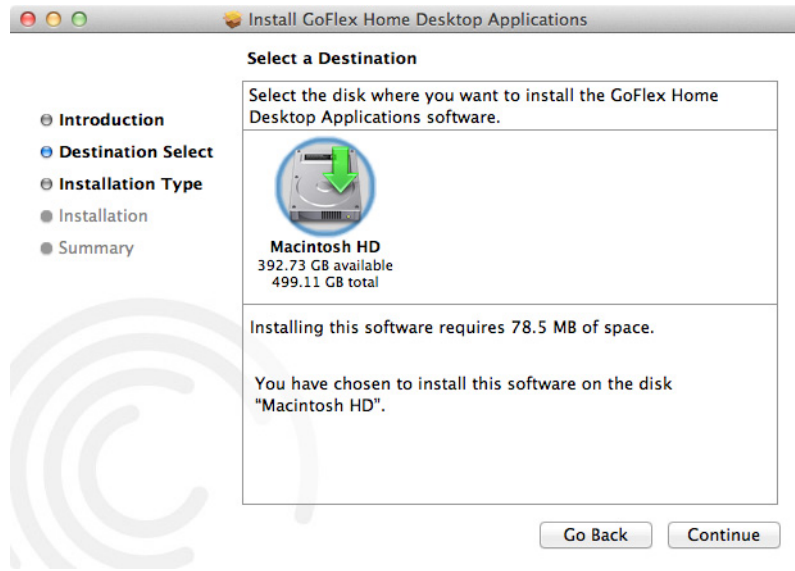 Install GoFlex Home Desktop Applications
Select a Destination
Introduction
Destination Select
Installation Type
Installation
Summary
Select the disk where you want to install the GoFlex Home
Desktop Applications software.
Macintosh HD
392.73 GB available
499.11 GB total
Installing this software requires 78.5 MB of space.
You have chosen to install this software on the disk
“Macintosh HD”.
Go Back
Continue